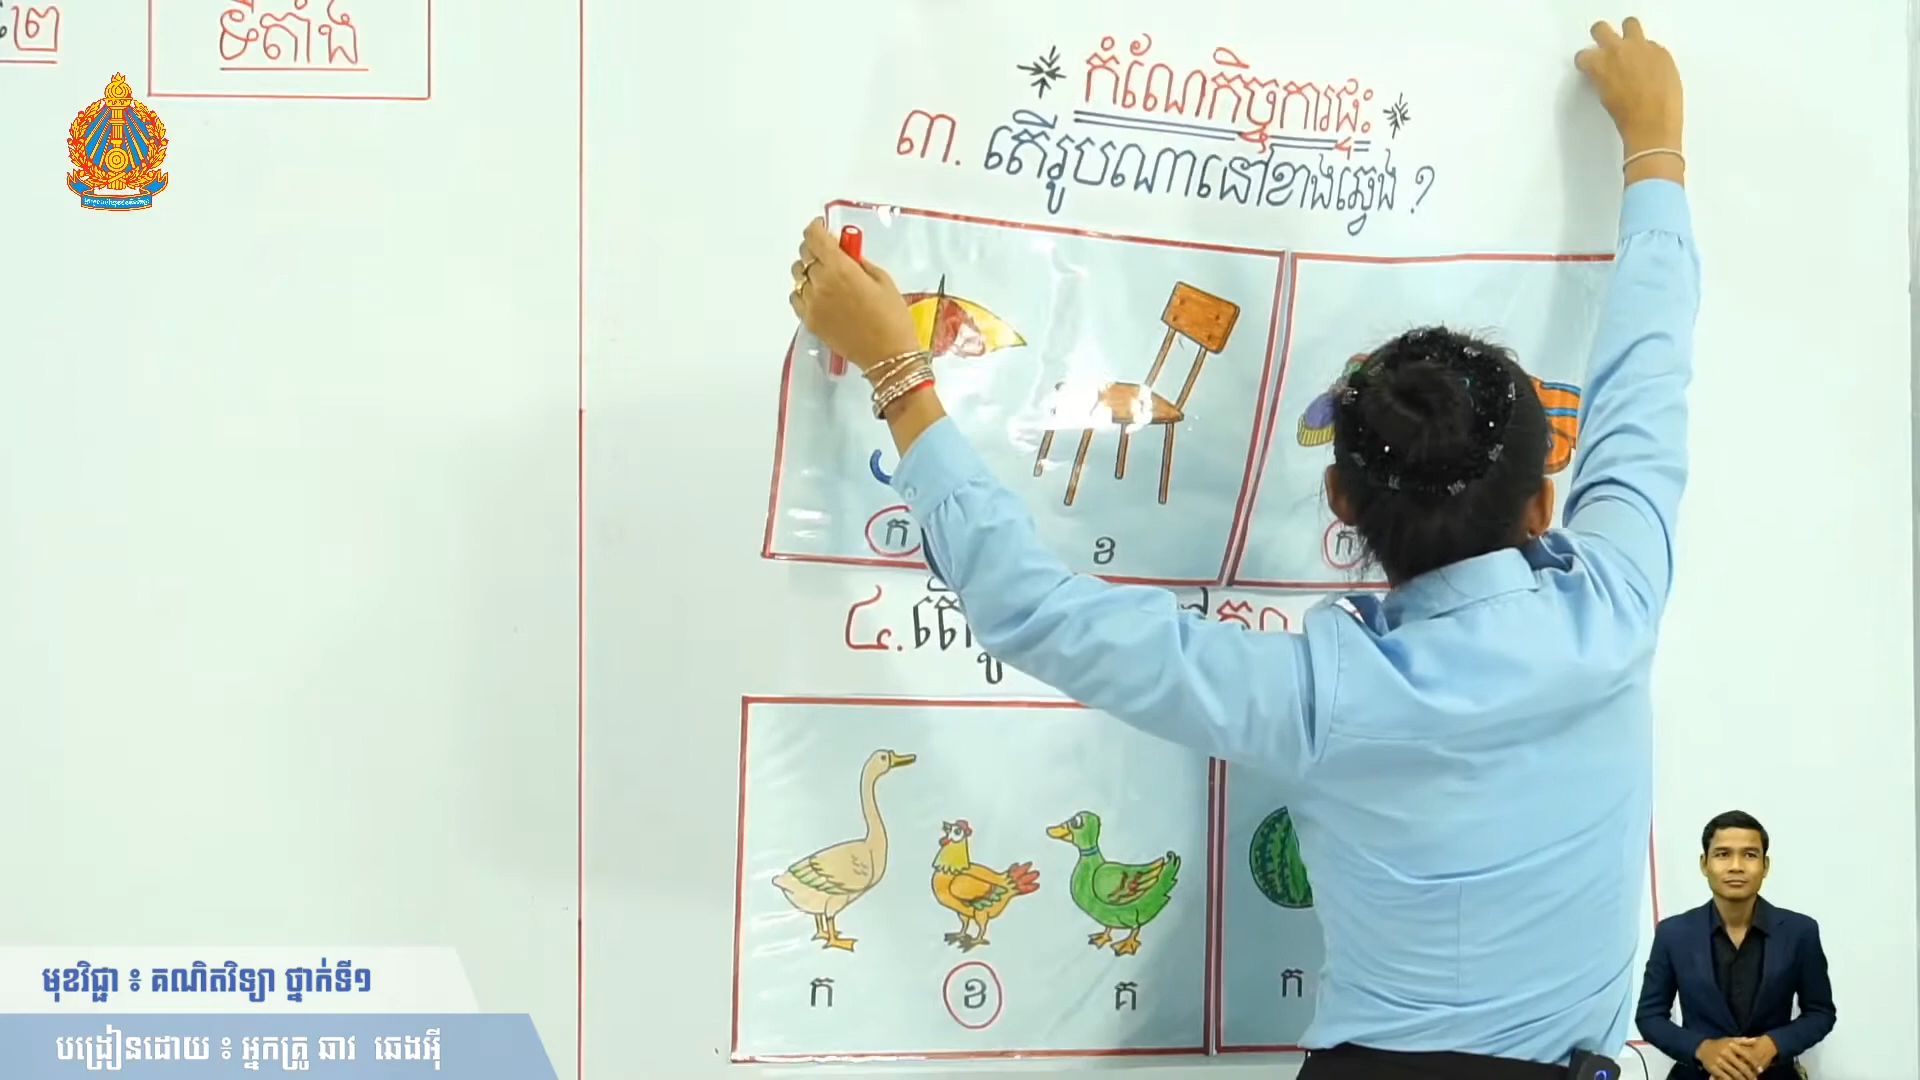 ទីតាំង
កំណែកិច្ចការផ្ទះ
៣. តើរូបណានៅខាងឆ្វេង ?
ក
ខ
ក
៤. តើ
ក
ខ
គ
ក
មុខវិជ្ជា ៖ គណិតវិទ្យា ថ្នាក់ទី១
បង្រៀនដោយ ៖ អ្នកគ្រូ ឆាវ ឆេងអ៊ី